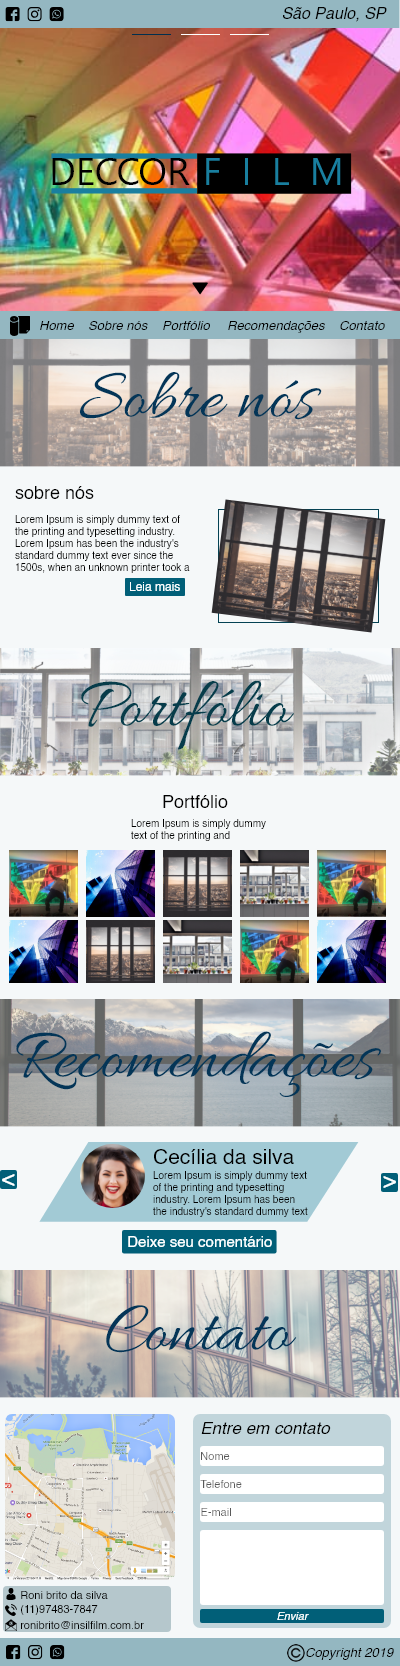 São Paulo, SP
DECCORFILM
Home Sobre nós Portfólio Recomendações Contato
Sobre nós
sobre nós
Lorem Ipsum is simply dummy text of
the printing and typesetting industry.
Lorem Ipsum has been the industry's
standard dummy text ever since the
1500s, when an unknown printer took a
Leia mais
Portfólio
Portfólio
Lorem Ipsum is simply dummy
text of the printing and
Recomendações
<
Cecília da silva
Lorem Ipsum is simply dummy text
of the printing and typesetting
industry. Lorem Ipsum has been
the industry's standard dummy text
>
Deixe seu comentário
Contato
Roni brito da silva
(11)97483-7847
ronibrito@insilfilm.com.br
Entre em contato
Nome
Telefone
E-mail
Enviar
©Copyright 2019